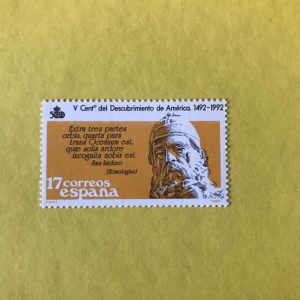 V Centº del Descubrimiento de América. 1492-1992
Extra tres partes
orbis, quarta pars
trans Oceanus est,
quae solis ardore
incognita nobis est.
San Isidoro
(Etimologías)
17 correos
españa